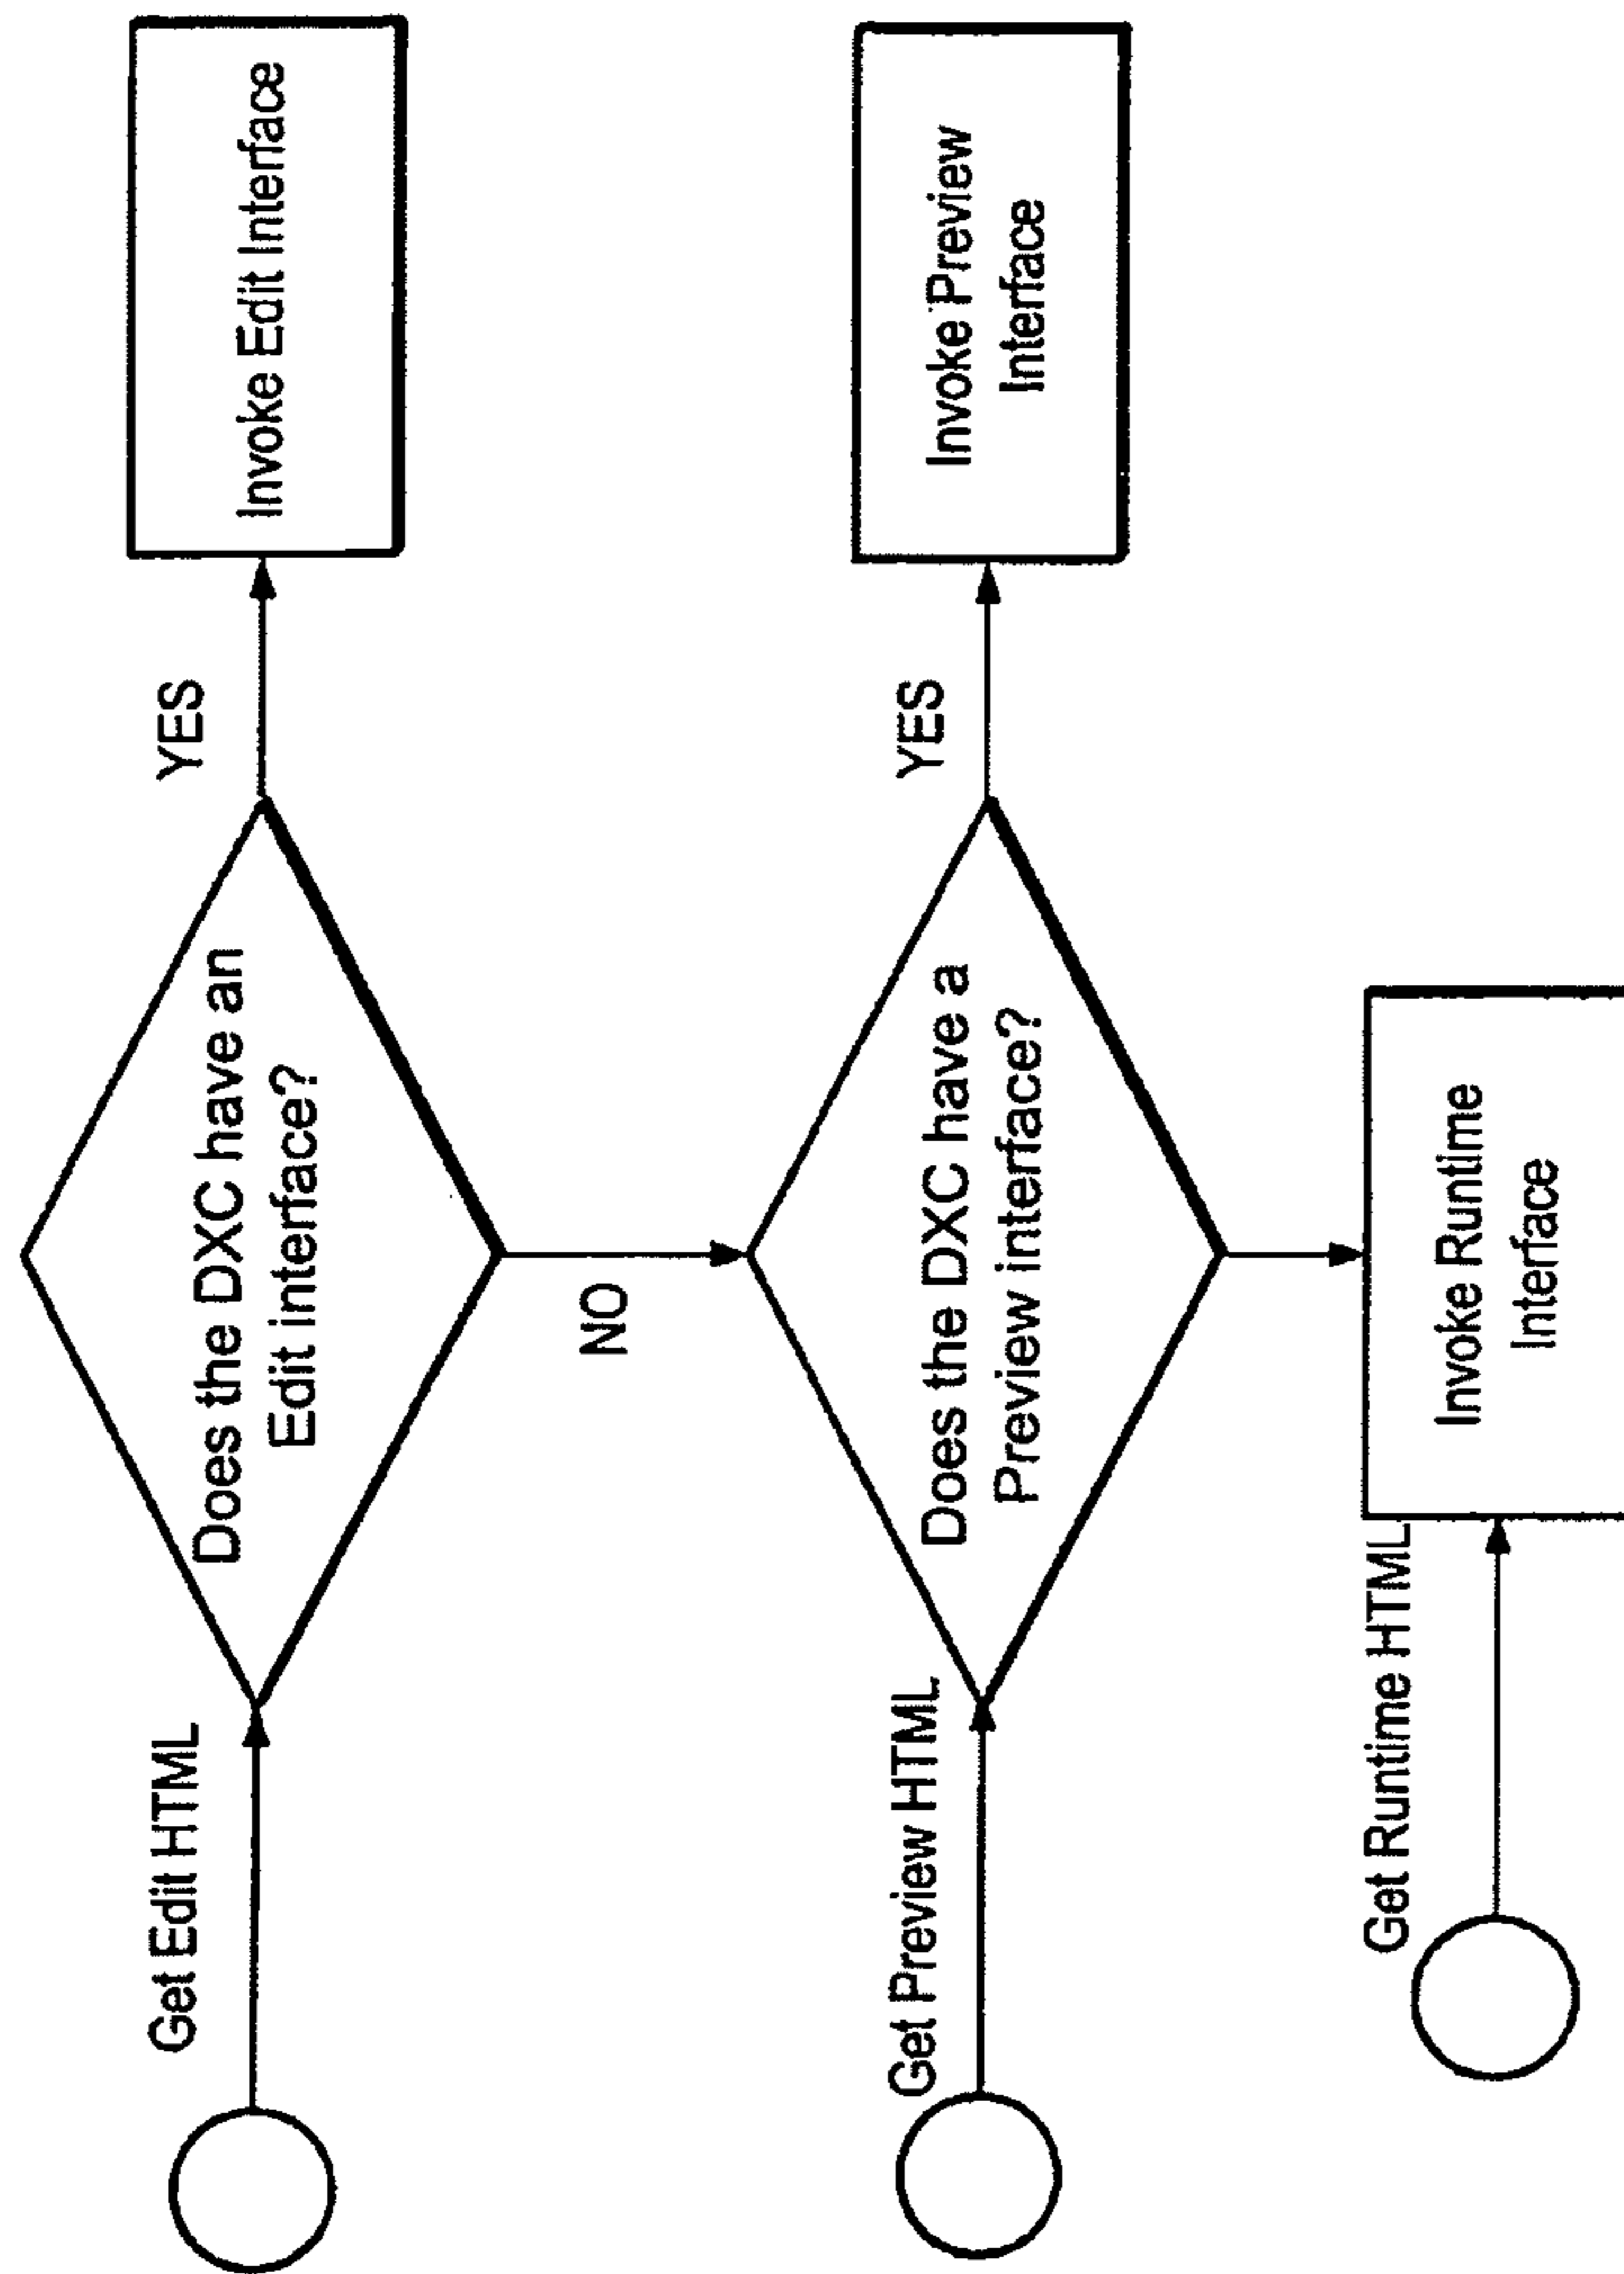 Get Edit HTML
Does the DXC have an
Edit interface?
YES
Invoke Edit Interface
NO
Get Preview HTML
Does the DXC have a
Preview interface?
YES
Invoke Preview
Interface
Get Runtime HTML
Invoke Runtime
Interface